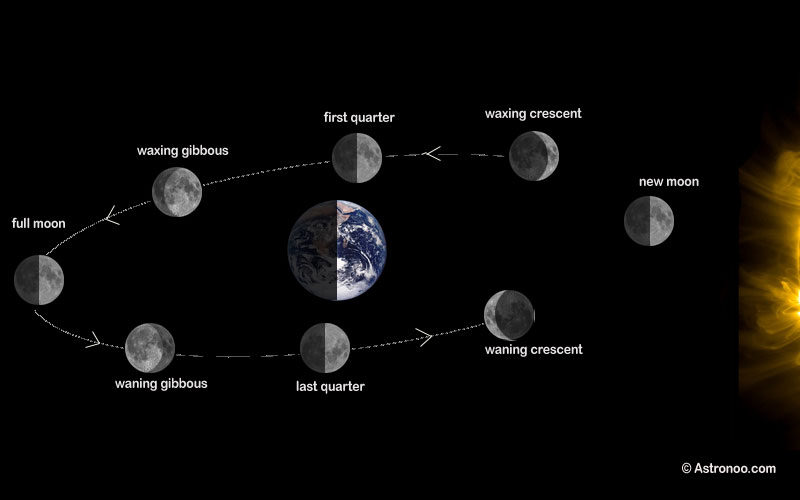 waxing crescent
first quarter
waxing gibbous
new moon
full moon
waning crescent
waning gibbous
last quarter
© Astronoo.com